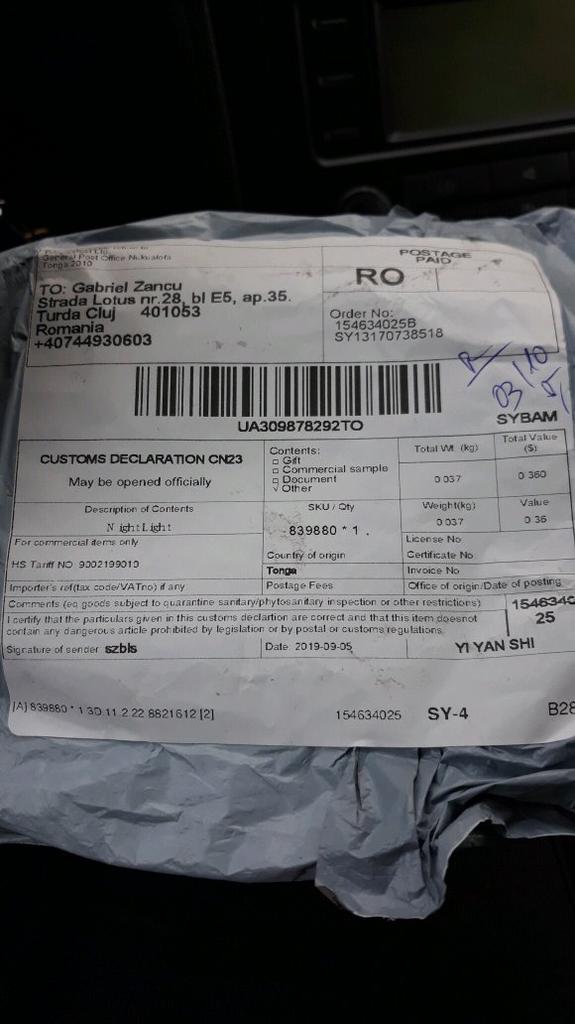 General Post Office Nukualofa
Tonga 2010
POSTAGE
PAID
RO
TO: Gabriel Zancu
Strada Lotus nr.28, bl E5, ap.35.
Turda Cluj 401053
Romania
+40744930603
Order No:
154634025B
SY13170738518
03/10
UA309878292TO
SYBAM
CUSTOMS DECLARATION CN23
May be opened officially
Contents:
Gift
Commercial sample
Document
√ Other
Total Wt. (kg)
Total Value
($)
0.037
0.360
Description of Contents
NightLight
SKU / Qty
839880 * 1 .
Weight(kg)
Value
0.037
0.36
For commercial items only
HS Tariff NO 9002199010
Country of origin
Tonga
License No
Certificate No.
Invoice No
Importer's ref(tax code/VATno) if any
Postage Fees
Office of origin/Date of posting
Comments (eq goods subject to quarantine sanitary/phytosanitary inspection or other restrictions)
I certify that the particulars given in this customs declartion are correct and that this item doesnot
contain any dangerous article prohibited by legislation or by postal or customs regulations.
1546340
25
Signature of sender szbls
Date: 2019-09-05
YI YAN SHI
[A] 839880 * 1 3D 11 2 22 8821612 [2]
154634025
SY-4
B28